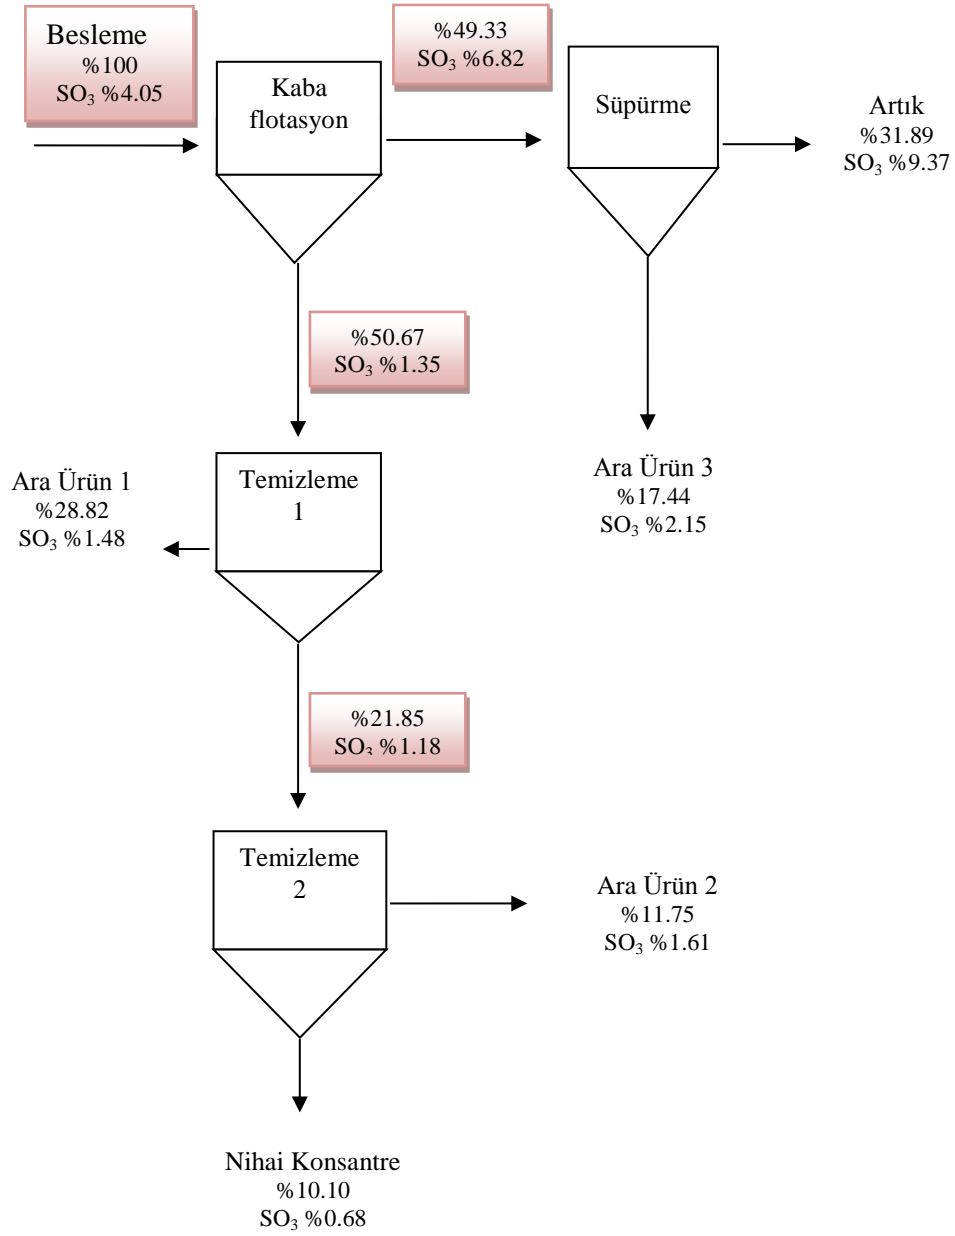 Besleme
%100
SO₃ %4.05
Kaba
flotasyon
%49.33
SO₃ %6.82
Süpürme
Artık
%31.89
SO₃ %9.37
%50.67
SO₃ %1.35
Ara Ürün 1
%28.82
SO₃ %1.48
Temizleme
1
Ara Ürün 3
%17.44
SO₃ %2.15
%21.85
SO₃ %1.18
Temizleme
2
Ara Ürün 2
%11.75
SO₃ %1.61
Nihai Konsantre
%10.10
SO₃ %0.68